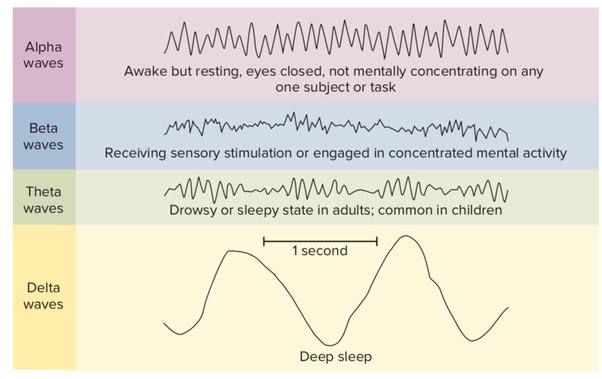 Alpha
waves
Awake but resting, eyes closed, not mentally concentrating on any
one subject or task
Beta
waves
Receiving sensory stimulation or engaged in concentrated mental activity
Theta
waves
Drowsy or sleepy state in adults; common in children
1 second
Delta
waves
Deep sleep